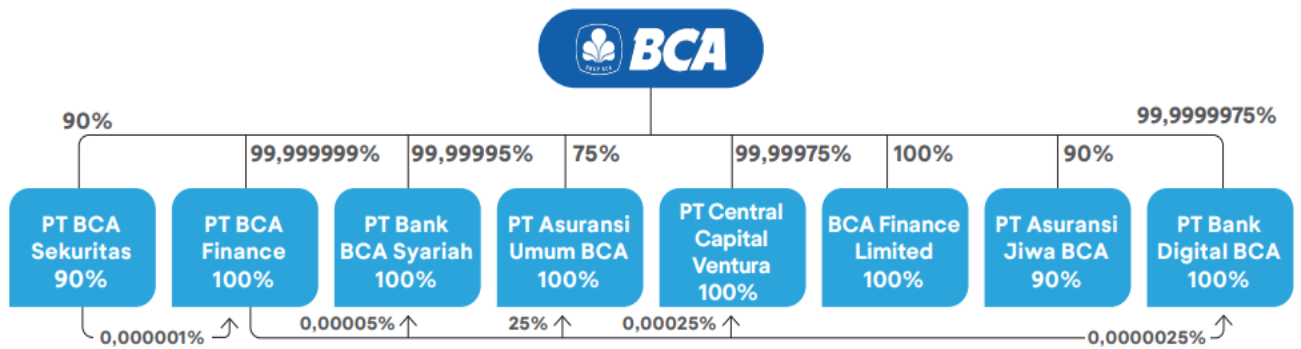 BCA
90%
99,9999975%
99,999999%
99,99995%
75%
99,99975%
100%
90%
PT BCA
Sekuritas
90%
PT BCA
Finance
100%
PT Bank
BCA Syariah
100%
PT Asuransi
Umum BCA
100%
PT Central
Capital
Ventura
100%
BCA Finance
Limited
100%
PT Asuransi
Jiwa BCA
90%
PT Bank
Digital BCA
100%
0,000001%
0,00005%
25%
0,00025%
0,0000025%